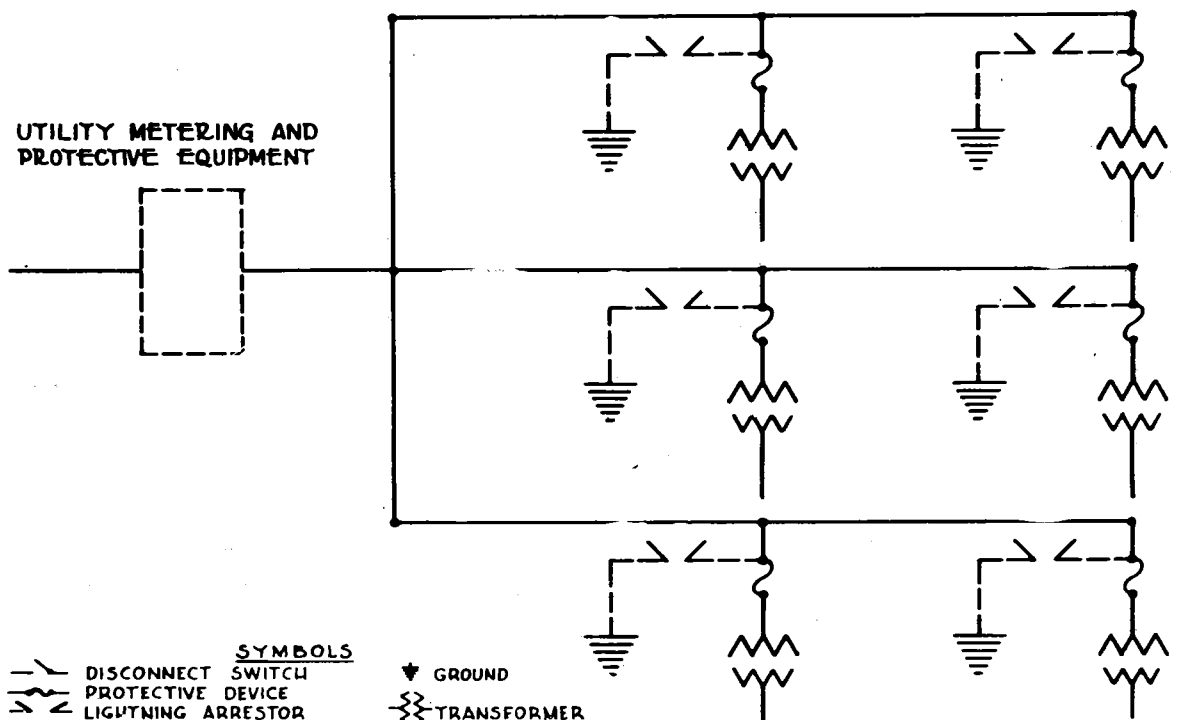 UTILITY METERING AND
PROTECTIVE EQUIPMENT
SYMBOLS
DISCONNECT SWITCH
PROTECTIVE DEVICE
LIGHTNING ARRESTOR
GROUND
TRANSFORMER